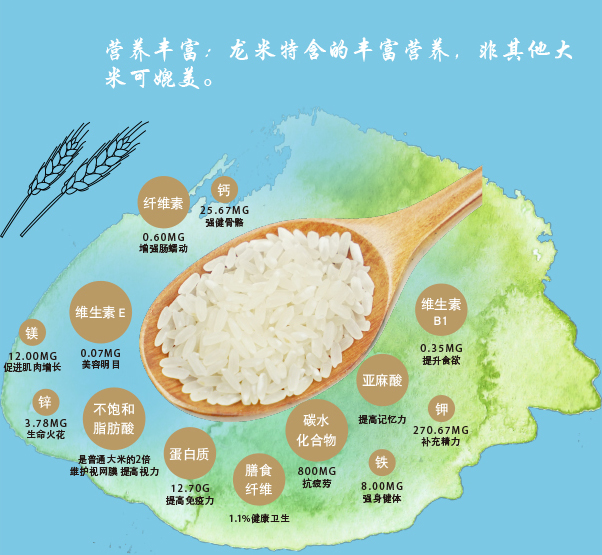 营养丰富：龙米特含的丰富营养，非其他大
米可媲美。
纤维素
0.60MG
增强肠蠕动
钙
25.67MG
强健骨骼
维生素 E
0.07MG
美容明目
镁
12.00MG
促进肌肉增长
维生素
B1
0.35MG
提升食欲
锌
3.78MG
生命火花
不饱和
脂肪酸
是普通大米的2倍
维护视网膜 提高视力
亚麻酸
提高记忆力
钾
270.67MG
补充精力
碳水
化合物
800MG
抗疲劳
蛋白质
12.70G
提高免疫力
膳食
纤维
1.1%健康卫生
铁
8.00MG
强身健体